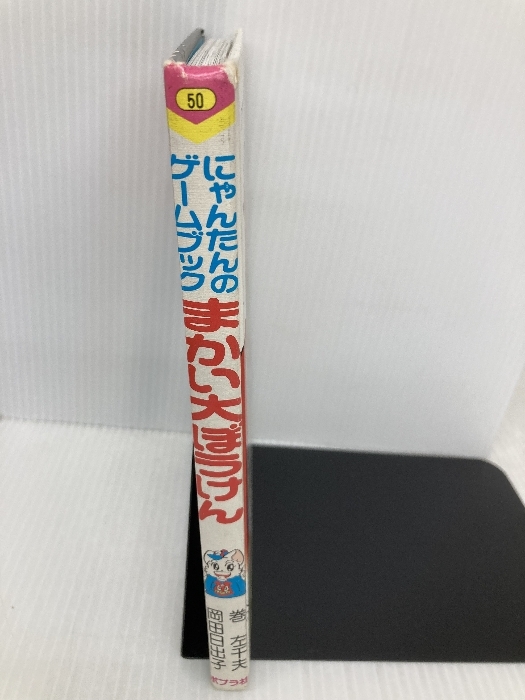 50
にゃんたんの
ゲームブック
まかい大ぼうけん
巻 左千夫
岡田日出子
ポプラ社